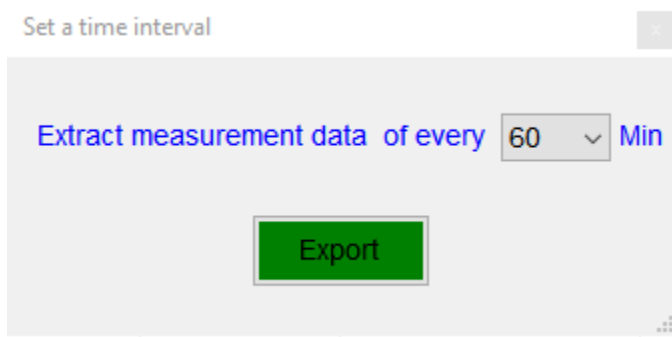 Set a time interval
Extract measurement data  of every 60 Min
Export